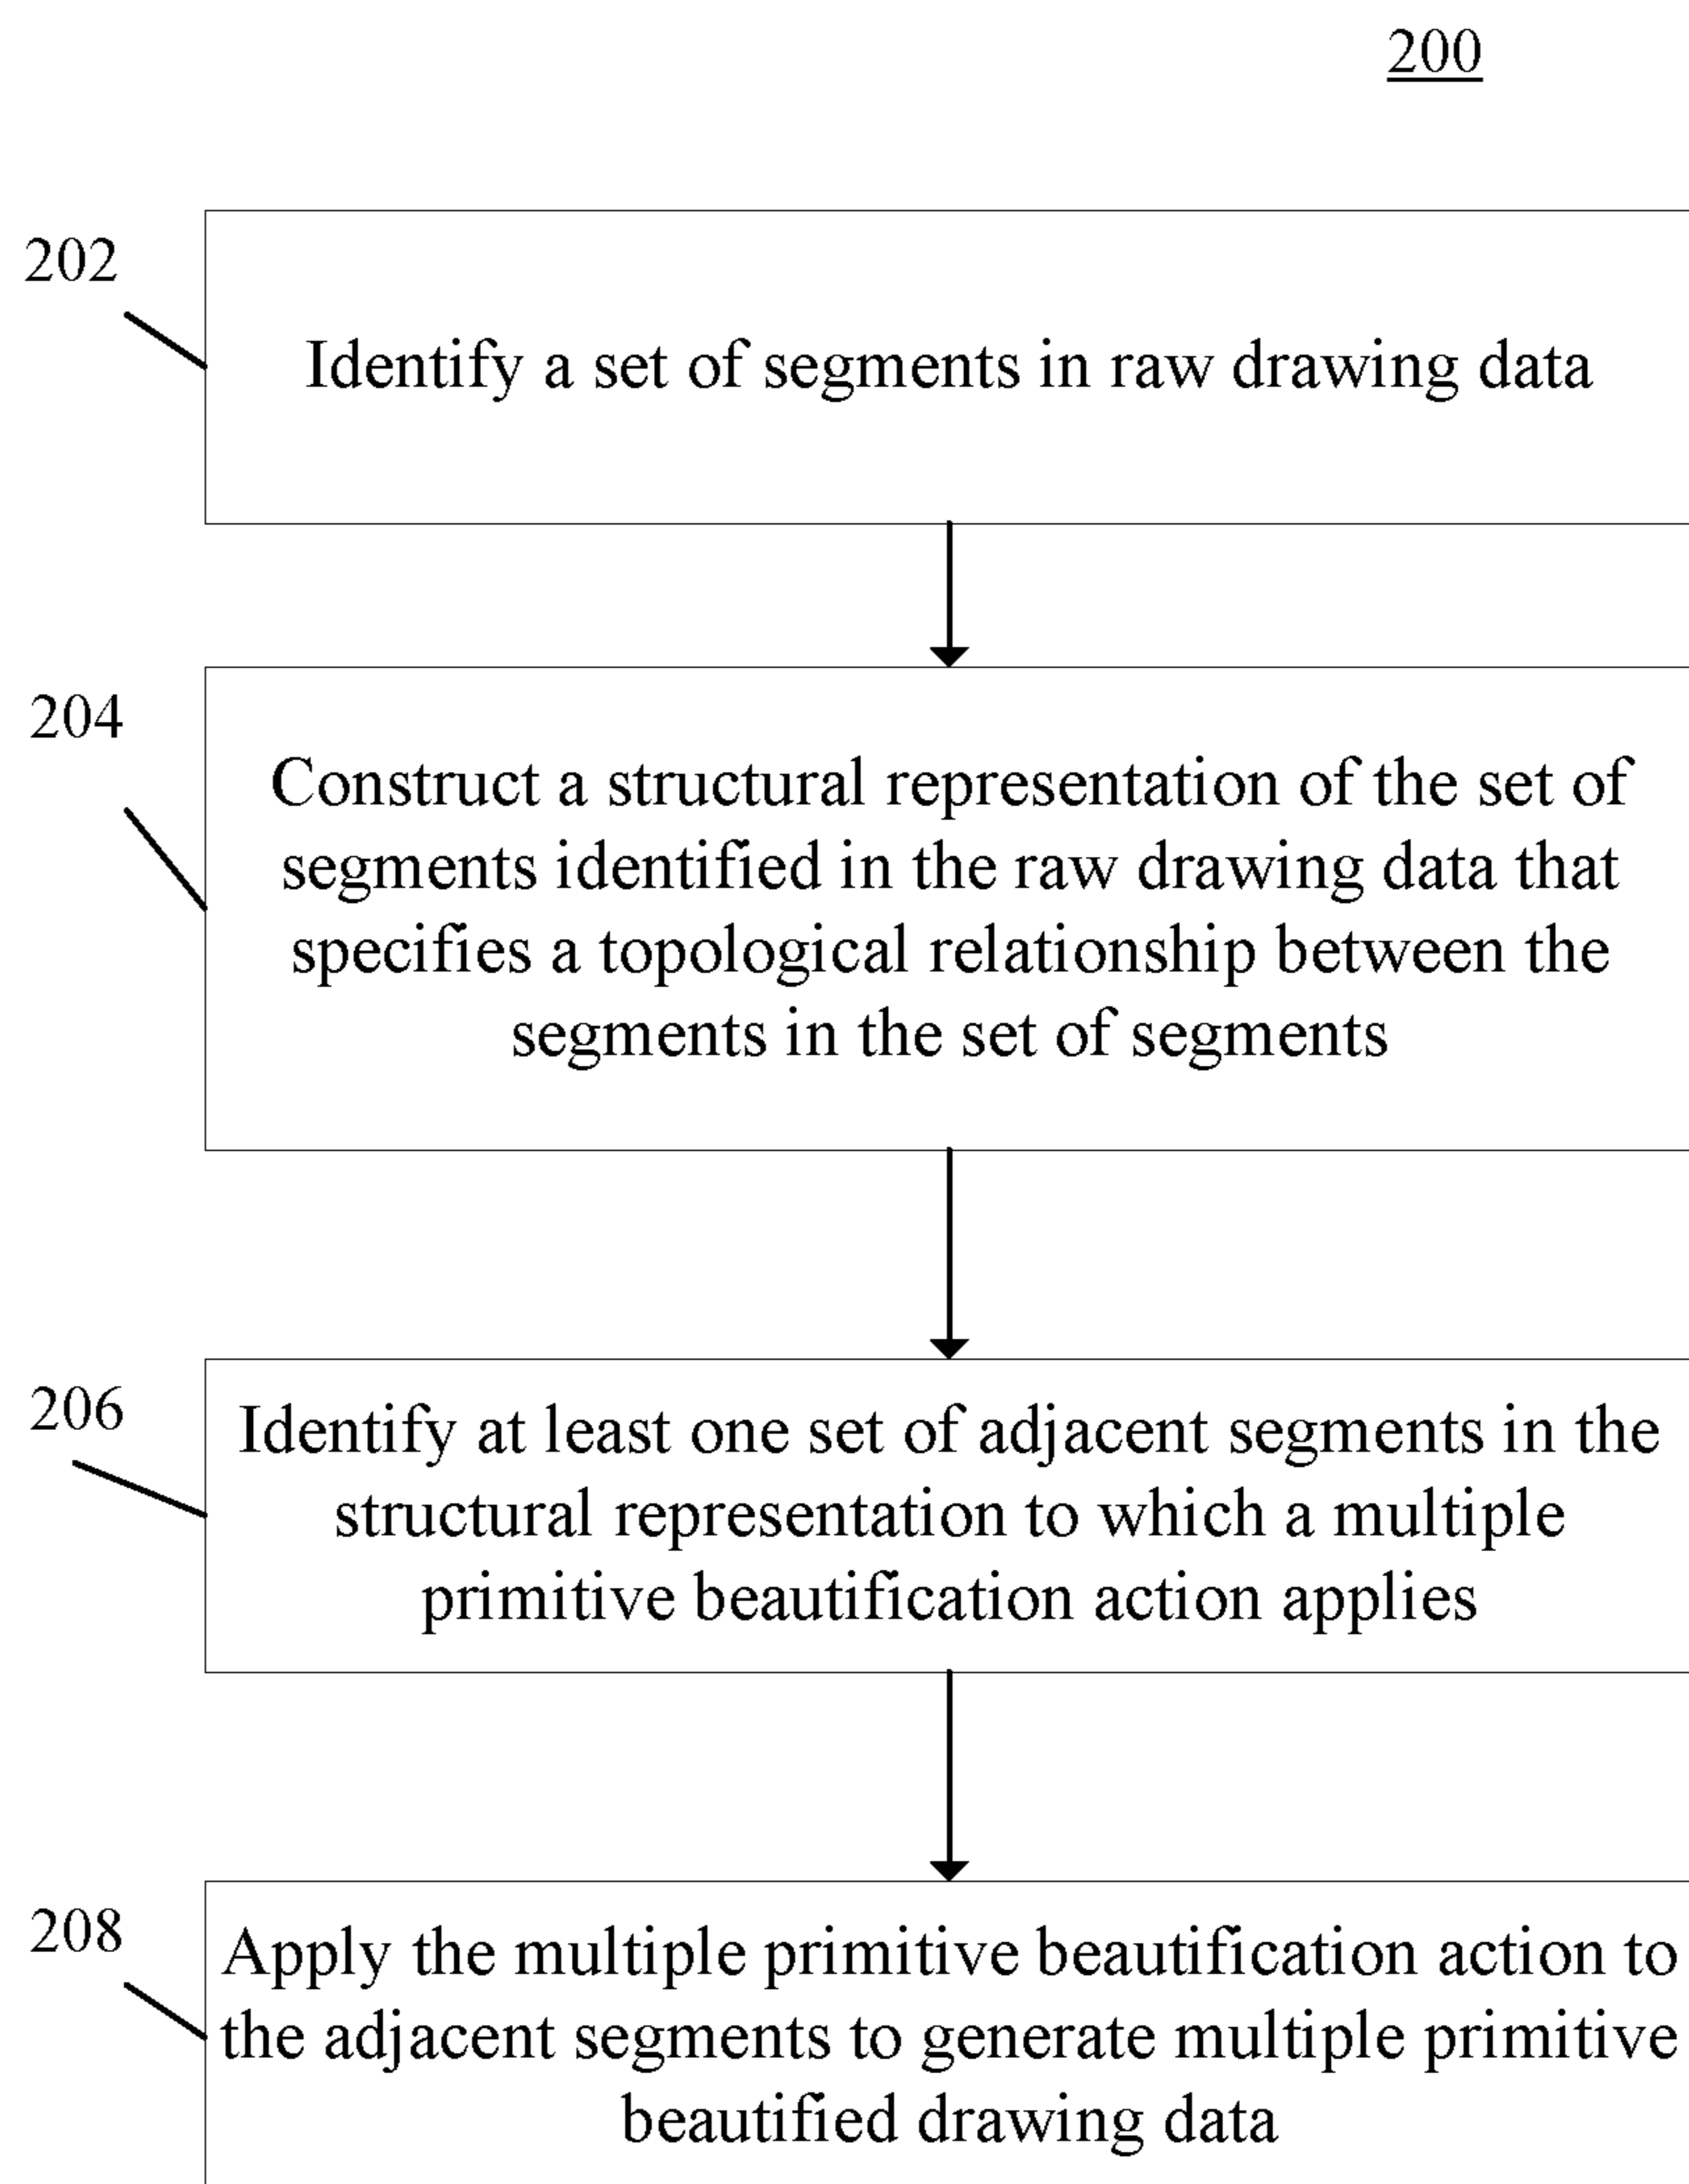 200
202
Identify a set of segments in raw drawing data
204
Construct a structural representation of the set of
segments identified in the raw drawing data that
specifies a topological relationship between the
segments in the set of segments
206
Identify at least one set of adjacent segments in the
structural representation to which a multiple
primitive beautification action applies
208
Apply the multiple primitive beautification action to
the adjacent segments to generate multiple primitive
beautified drawing data